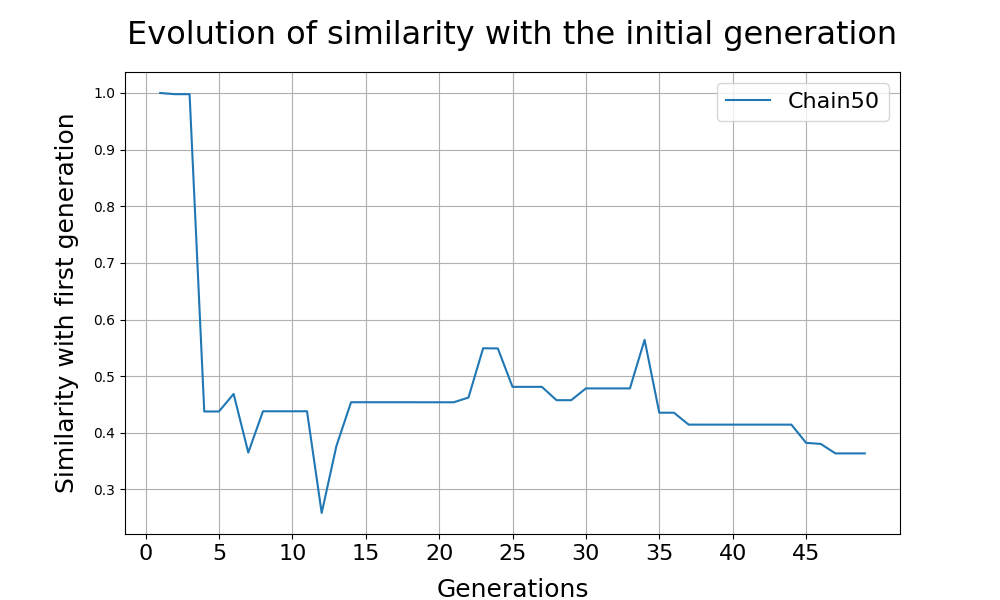 Evolution of similarity with the initial generation
Chain50
Similarity with first generation
1.0
0.9
0.8
0.7
0.6
0.5
0.4
0.3
0 5 10 15 20 25 30 35 40 45
Generations